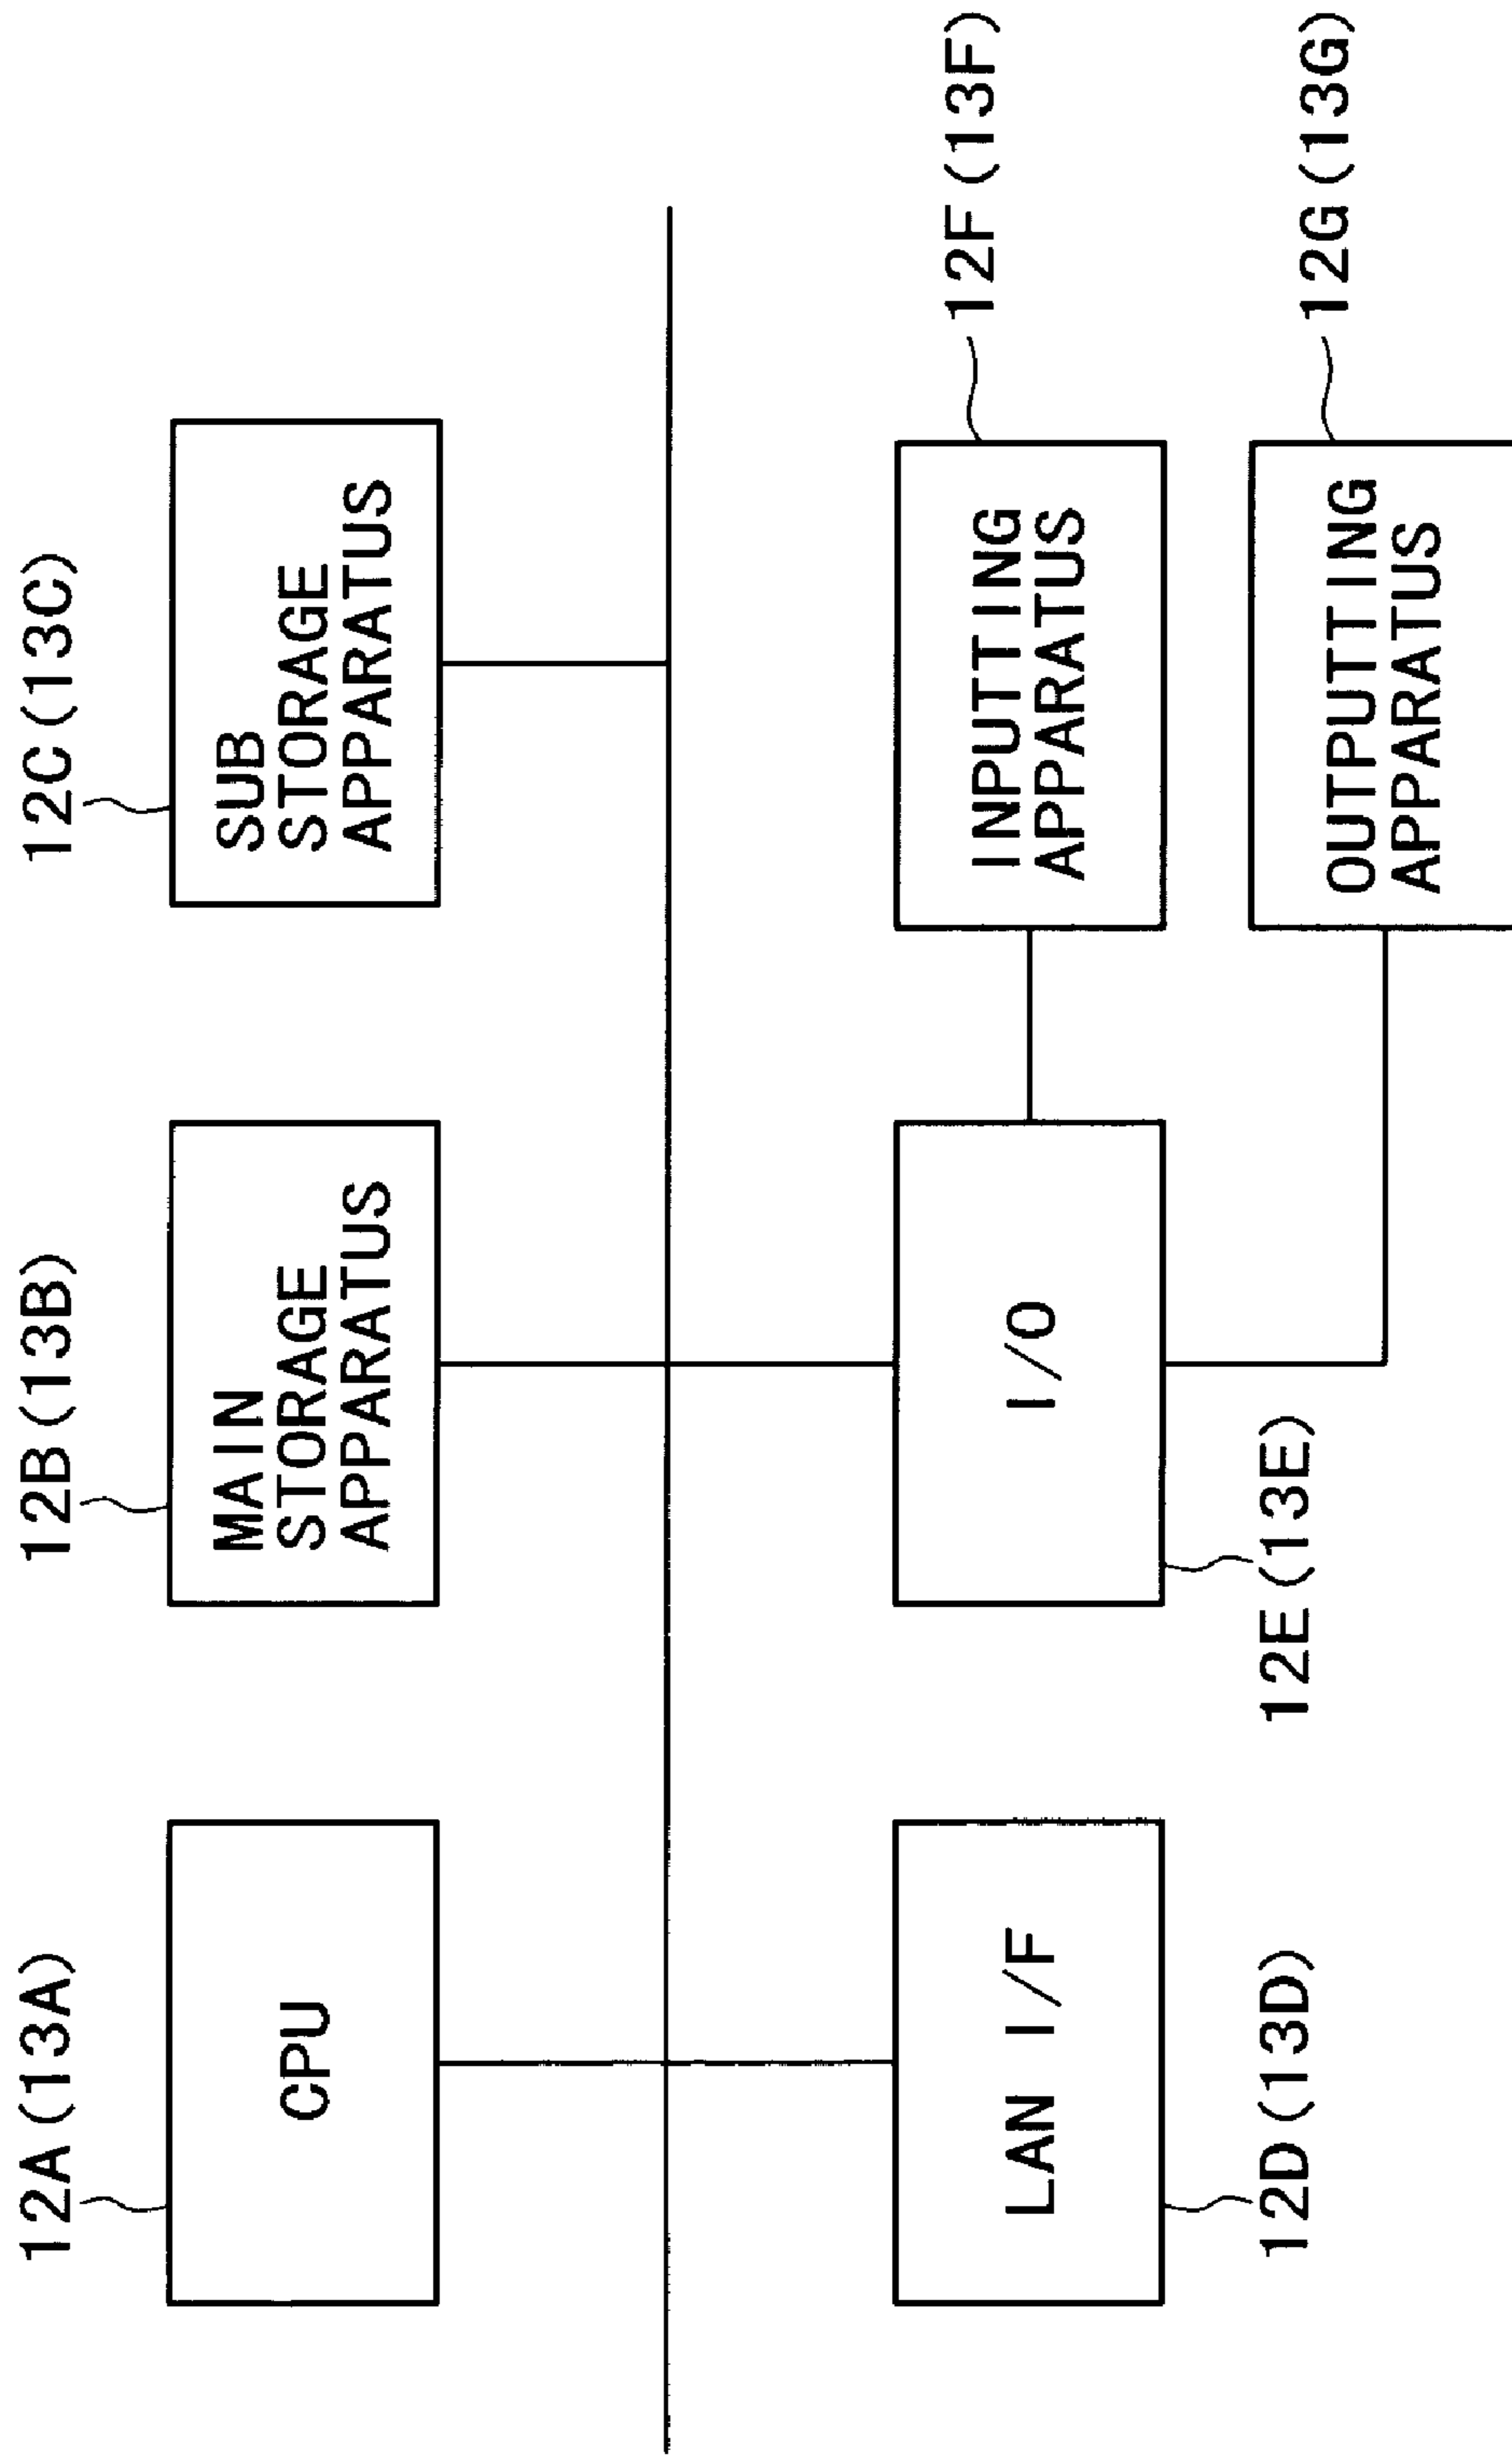 12A(13A)
12B(13B)
12C(13C)
CPU
MAIN
STORAGE
APPARATUS
SUB
STORAGE
APPARATUS
LAN I/F
I/O
INPUTTING
APPARATUS
12F(13F)
12D(13D)
12E(13E)
OUTPUTTING
APPARATUS
12G(13G)